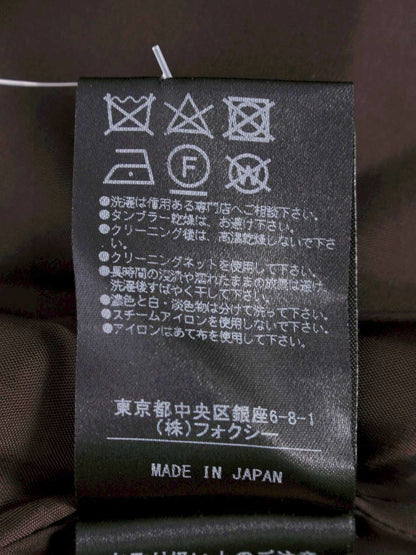 F W
●洗濯は信用ある専門店へご相談下さい。
●タンブラー乾燥は、お避け下さい。
●クリーニング様は、高温乾燥しないで下さ
い。
●クリーニングネットを使用して下さい。
●長時間の浸漬や濡れたままの放置は避け、
洗濯後すばやく干して下さい。
●濃色と白・淡色物は分けて洗って下さい。
●スチームアイロンを使用しないで下さい。
●アイロンはあて布を使用して下さい。
東京都中央区銀座6-8-1
(株)フォクシー
MADE IN JAPAN